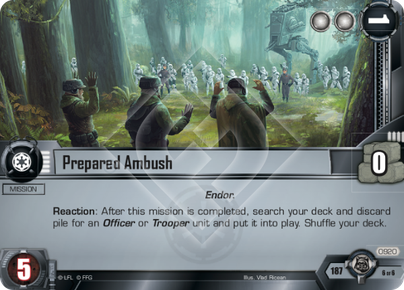 1
Prepared Ambush
0
MISSION
Endor.
Reaction: After this mission is completed, search your deck and discard
pile for an Officer or Trooper unit and put it into play. Shuffle your deck.
0920
5
© LFL © FFG
Illus. Vlad Ricean
187
6 of 6